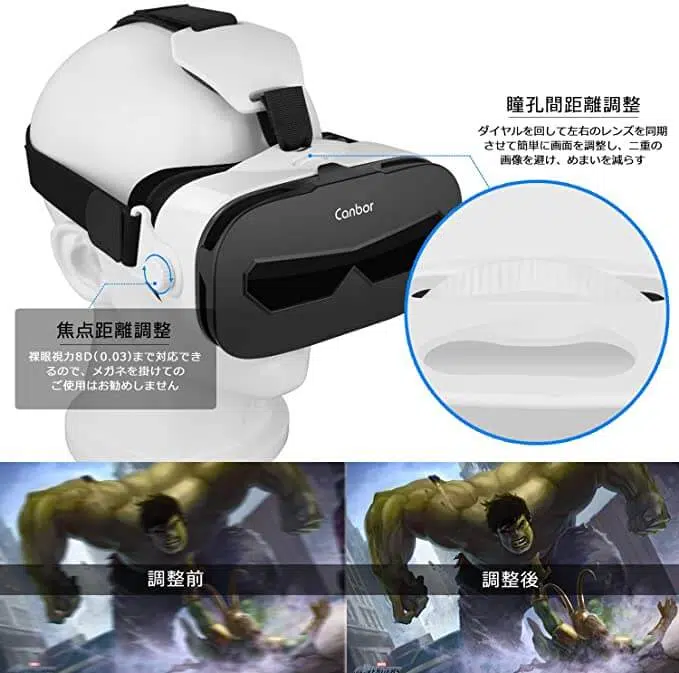 瞳孔間距離調整
ダイヤルを回して左右のレンズを同期
させて簡単に画面を調整し、二重の
画像を避け、めまいを減らす
Canbor
焦点距離調整
裸眼視力8D(0.03)まで対応でき
るので、メガネを掛けての
ご使用はお勧めしません
調整前
調整後